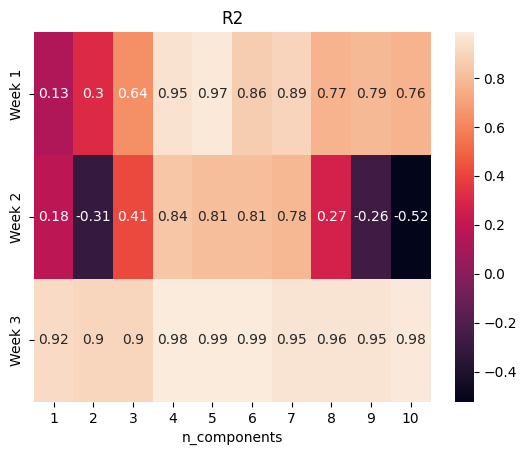 R2
Week 1
0.13 0.3 0.64 0.95 0.97 0.86 0.89 0.77 0.79 0.76
Week 2
0.18 -0.31 0.41 0.84 0.81 0.81 0.78 0.27 -0.26 -0.52
Week 3
0.92 0.9 0.9 0.98 0.99 0.99 0.95 0.96 0.95 0.98
1 2 3 4 5 6 7 8 9 10
n_components
0.8
0.6
0.4
0.2
0.0
−0.2
−0.4